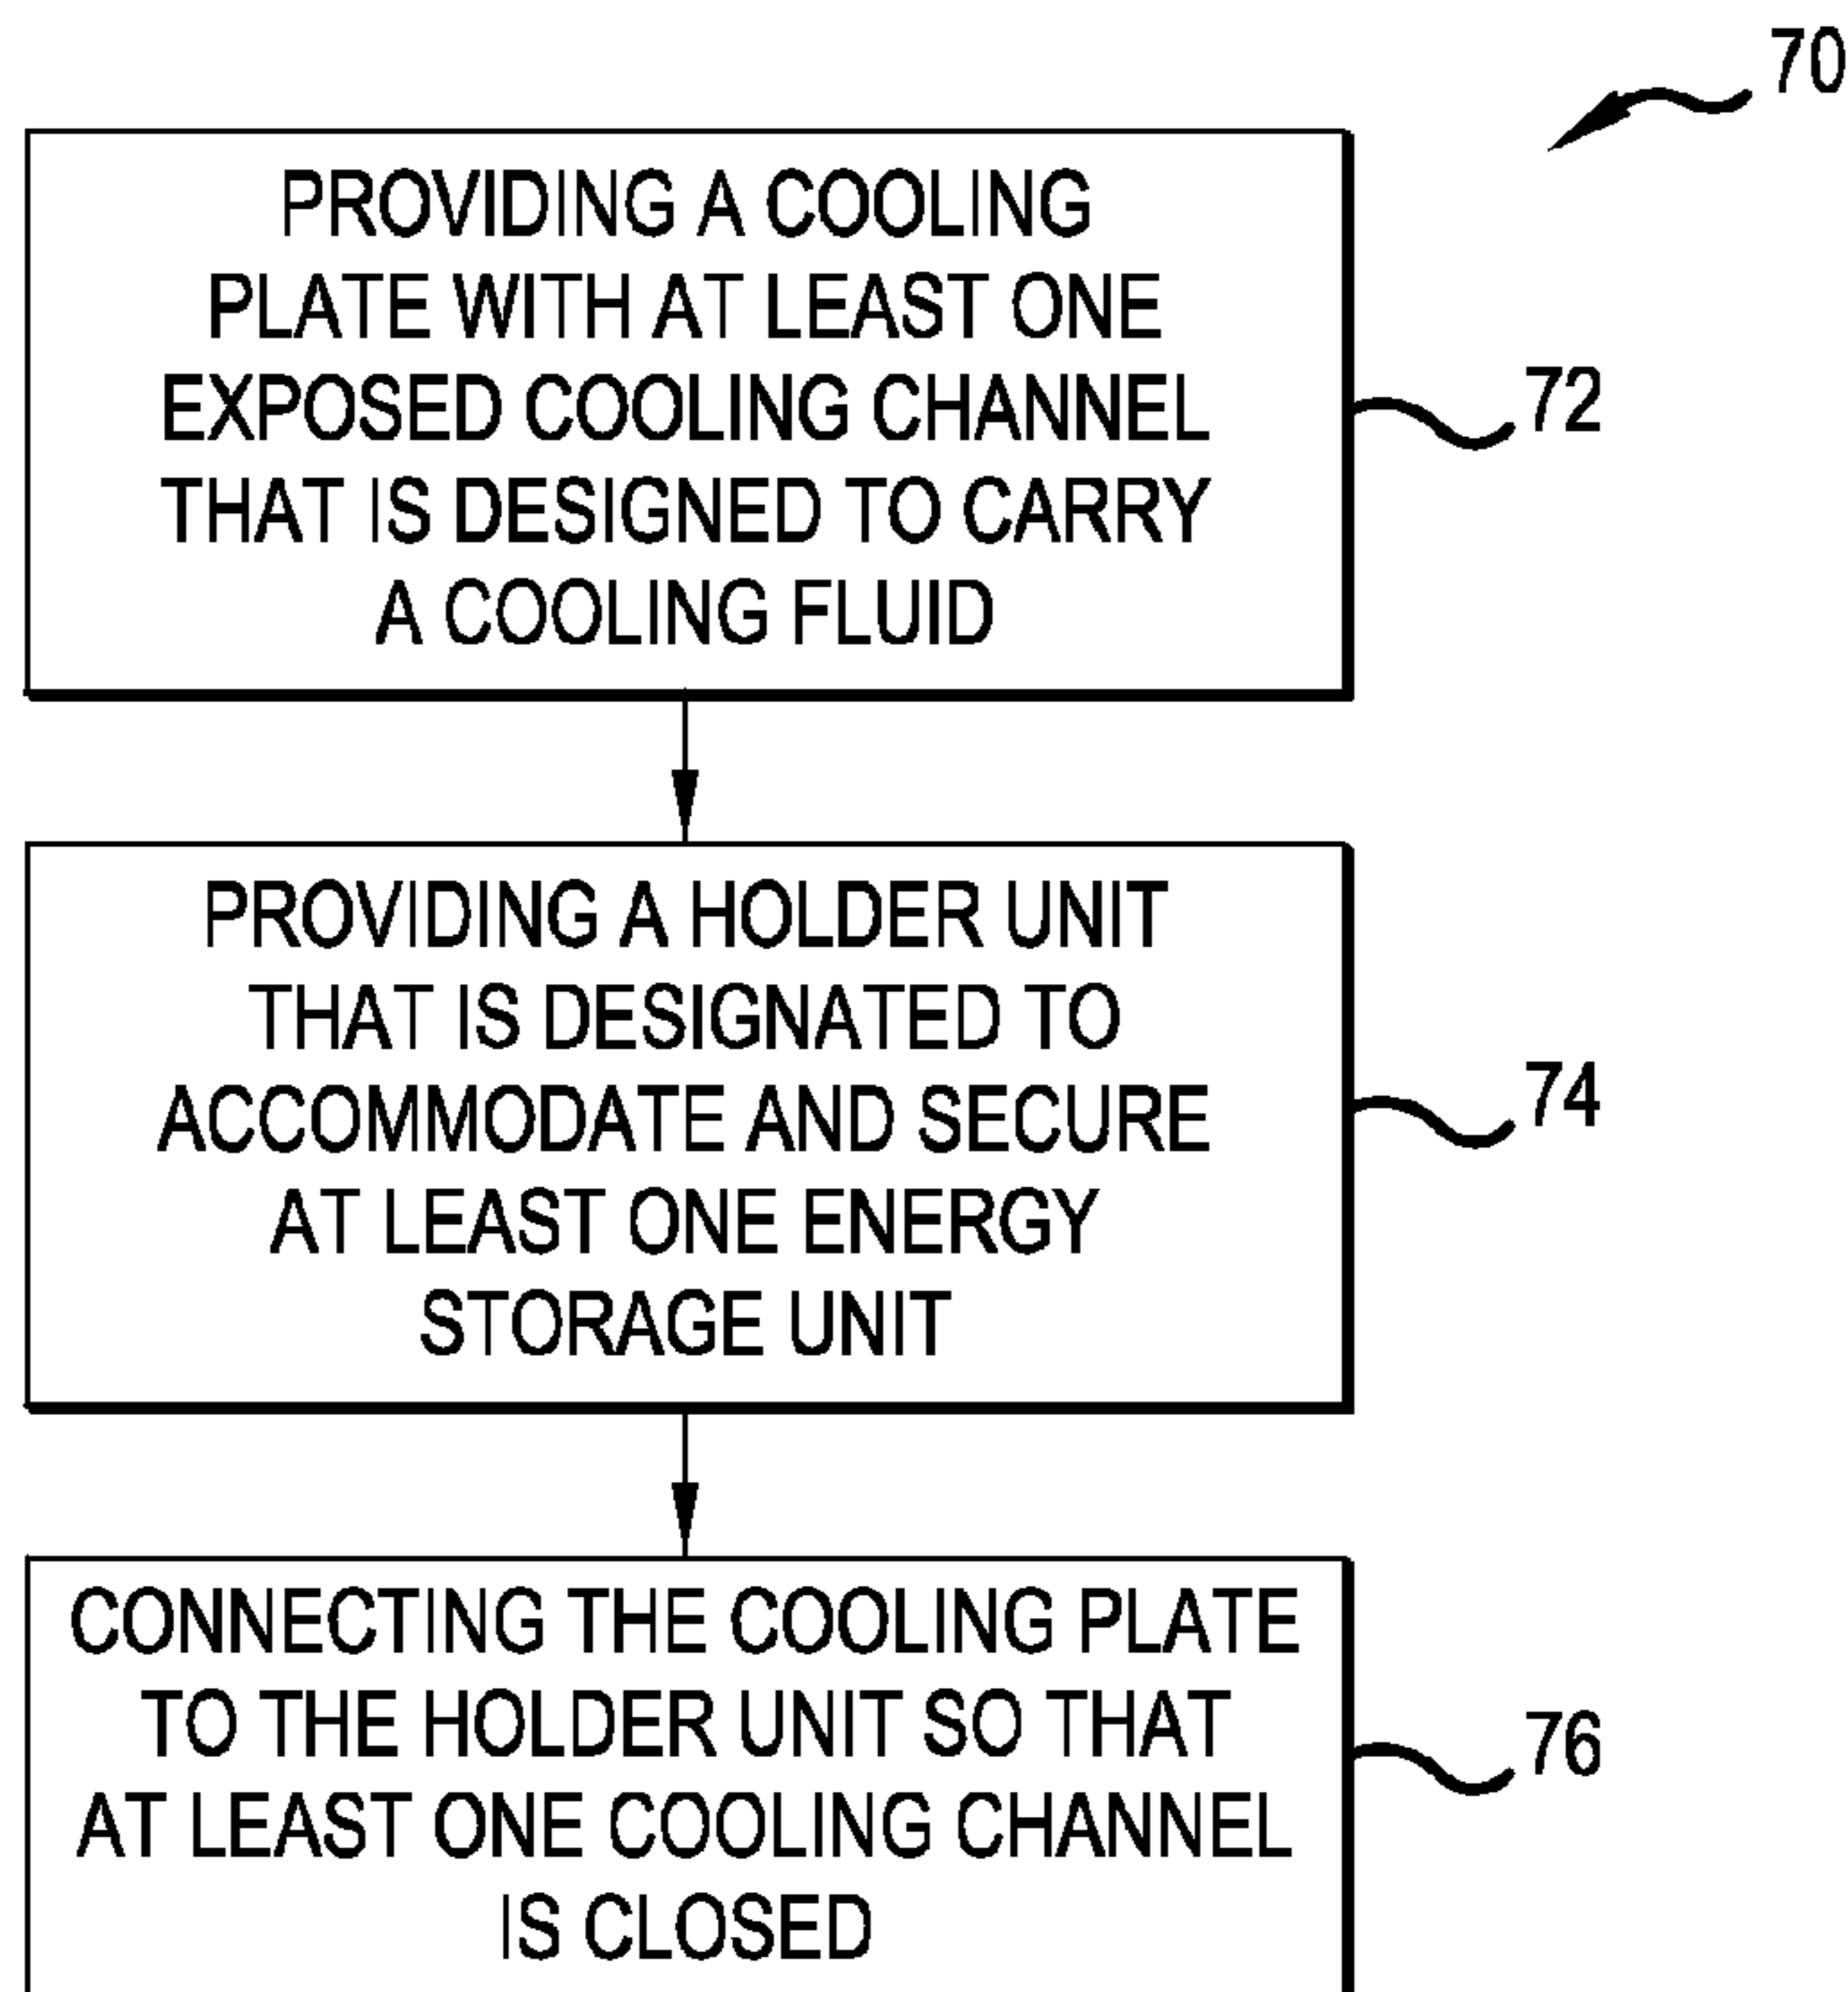 70
PROVIDING A COOLING
PLATE WITH AT LEAST ONE
EXPOSED COOLING CHANNEL
THAT IS DESIGNED TO CARRY
A COOLING FLUID
72
PROVIDING A HOLDER UNIT
THAT IS DESIGNATED TO
ACCOMMODATE AND SECURE
AT LEAST ONE ENERGY
STORAGE UNIT
74
CONNECTING THE COOLING PLATE
TO THE HOLDER UNIT SO THAT
AT LEAST ONE COOLING CHANNEL
IS CLOSED
76